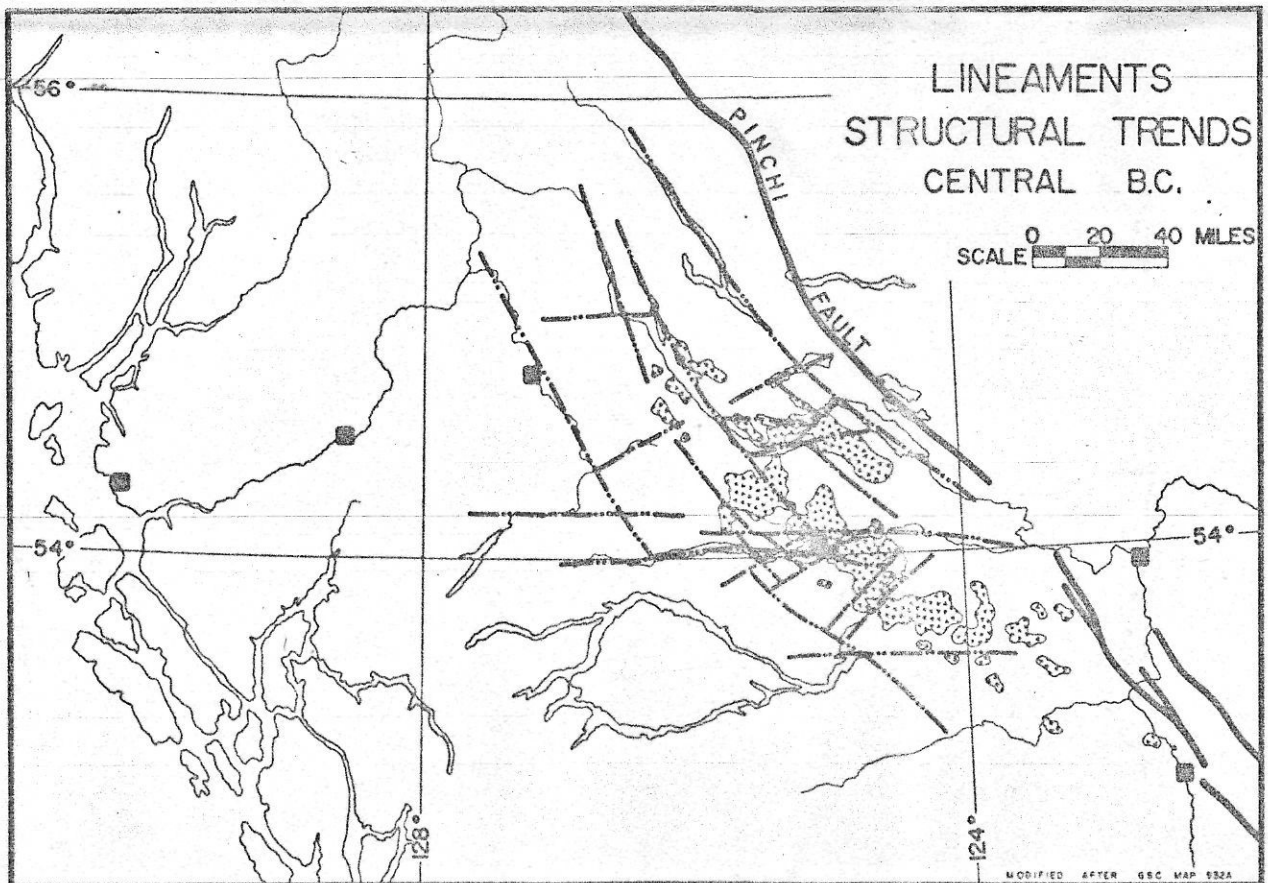 56°
LINEAMENTS
STRUCTURAL TRENDS
CENTRAL B.C.
0 20 40 MILES
SCALE
PINCHI
FAULT
54°
54°
128°
124°
MODIFIED AFTER GSC MAP 932A